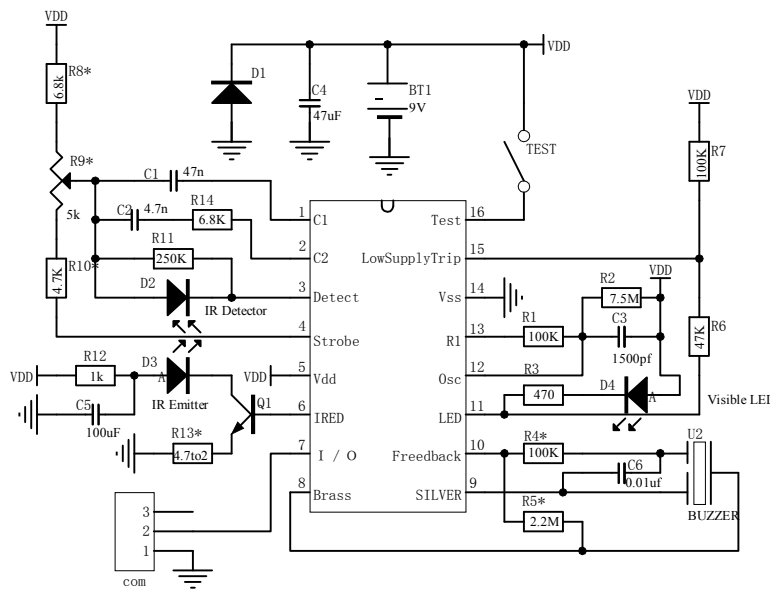 VDD
R8*
6.8k
R9*
5k
R10*
4.7K
D1
C4
47uF
BT1
9V
VDD
TEST
VDD
R7
100K
C1
47n
C2
4.7n
R14
6.8K
R11
250K
D2
IR Detector
1
C1
2
C2
3
Detect
4
Strobe
5
Vdd
6
IRED
7
I / O
8
Brass
16
Test
15
LowSupplyTrip
14
Vss
13
R1
12
Osc
11
LED
10
Freedback
9
SILVER
R1
100K
R2
7.5M
VDD
C3
1500pf
R3
470
D4
A
R6
47K
Visible LED
VDD
R12
1k
D3
A
IR Emitter
VDD
C5
100uF
Q1
R13*
4.7to2
R4*
100K
C6
0.01uf
R5*
2.2M
U2
BUZZER
3
2
1
com